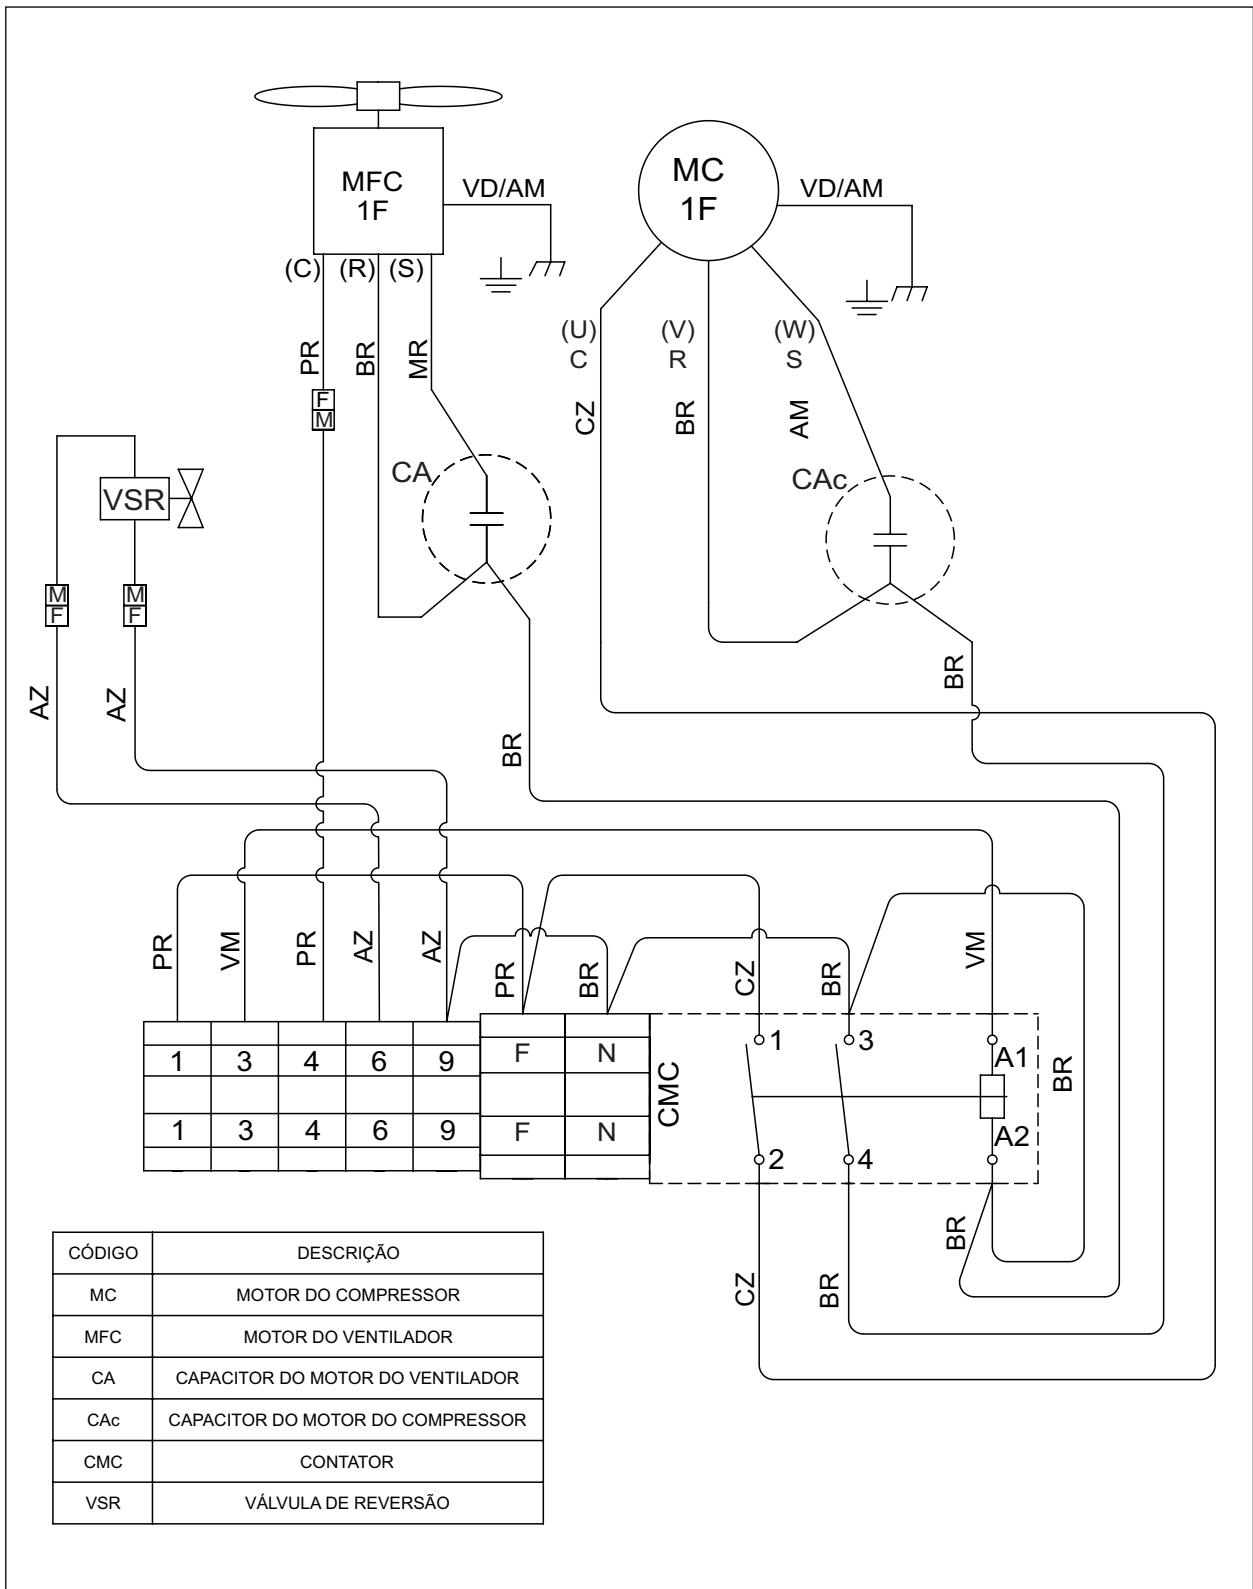 MFC
1F
VD/AM
MC
1F
VD/AM
(C) (R) (S)
(U)
C
(V)
R
(W)
S
PR
BR
MR
CZ
BR
AM
F
M
CA
CAc
VSR
M
F
M
F
AZ
AZ
BR
BR
PR
VM
PR
AZ
AZ
PR
BR
CZ
BR
VM
1 3 4 6 9 F N
1 3 4 6 9 F N
CMC
1
3
A1
BR
2
4
A2
CZ
BR
BR
CÓDIGO DESCRIÇÃO
MC MOTOR DO COMPRESSOR
MFC MOTOR DO VENTILADOR
CA CAPACITOR DO MOTOR DO VENTILADOR
CAc CAPACITOR DO MOTOR DO COMPRESSOR
CMC CONTATOR
VSR VÁLVULA DE REVERSÃO